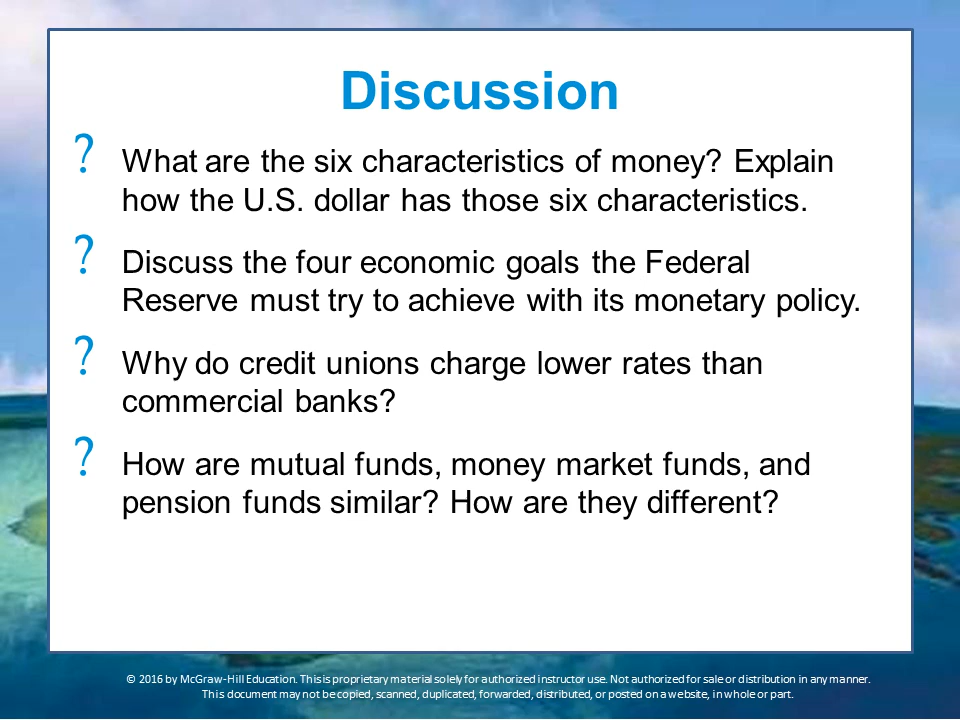 Discussion
? What are the six characteristics of money? Explain
how the U.S. dollar has those six characteristics.
? Discuss the four economic goals the Federal
Reserve must try to achieve with its monetary policy.
? Why do credit unions charge lower rates than
commercial banks?
? How are mutual funds, money market funds, and
pension funds similar? How are they different?
© 2016 by McGraw-Hill Education. This is proprietary material solely for authorized instructor use. Not authorized for sale or distribution in any manner.
This document may not be copied, scanned, duplicated, forwarded, distributed, or posted on a website, in whole or part.